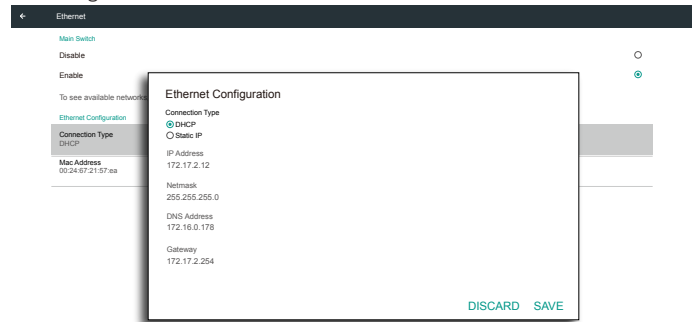 Ethernet
Main Switch
Disable
Enable
To see available networks
Ethernet Configuration
Connection Type
DHCP
Mac Address
00:24:67:21:57:ea
Ethernet Configuration
Connection Type
DHCP
Static IP
IP Address
172.17.2.12
Netmask
255.255.255.0
DNS Address
172.16.0.178
Gateway
172.17.2.254
DISCARD SAVE